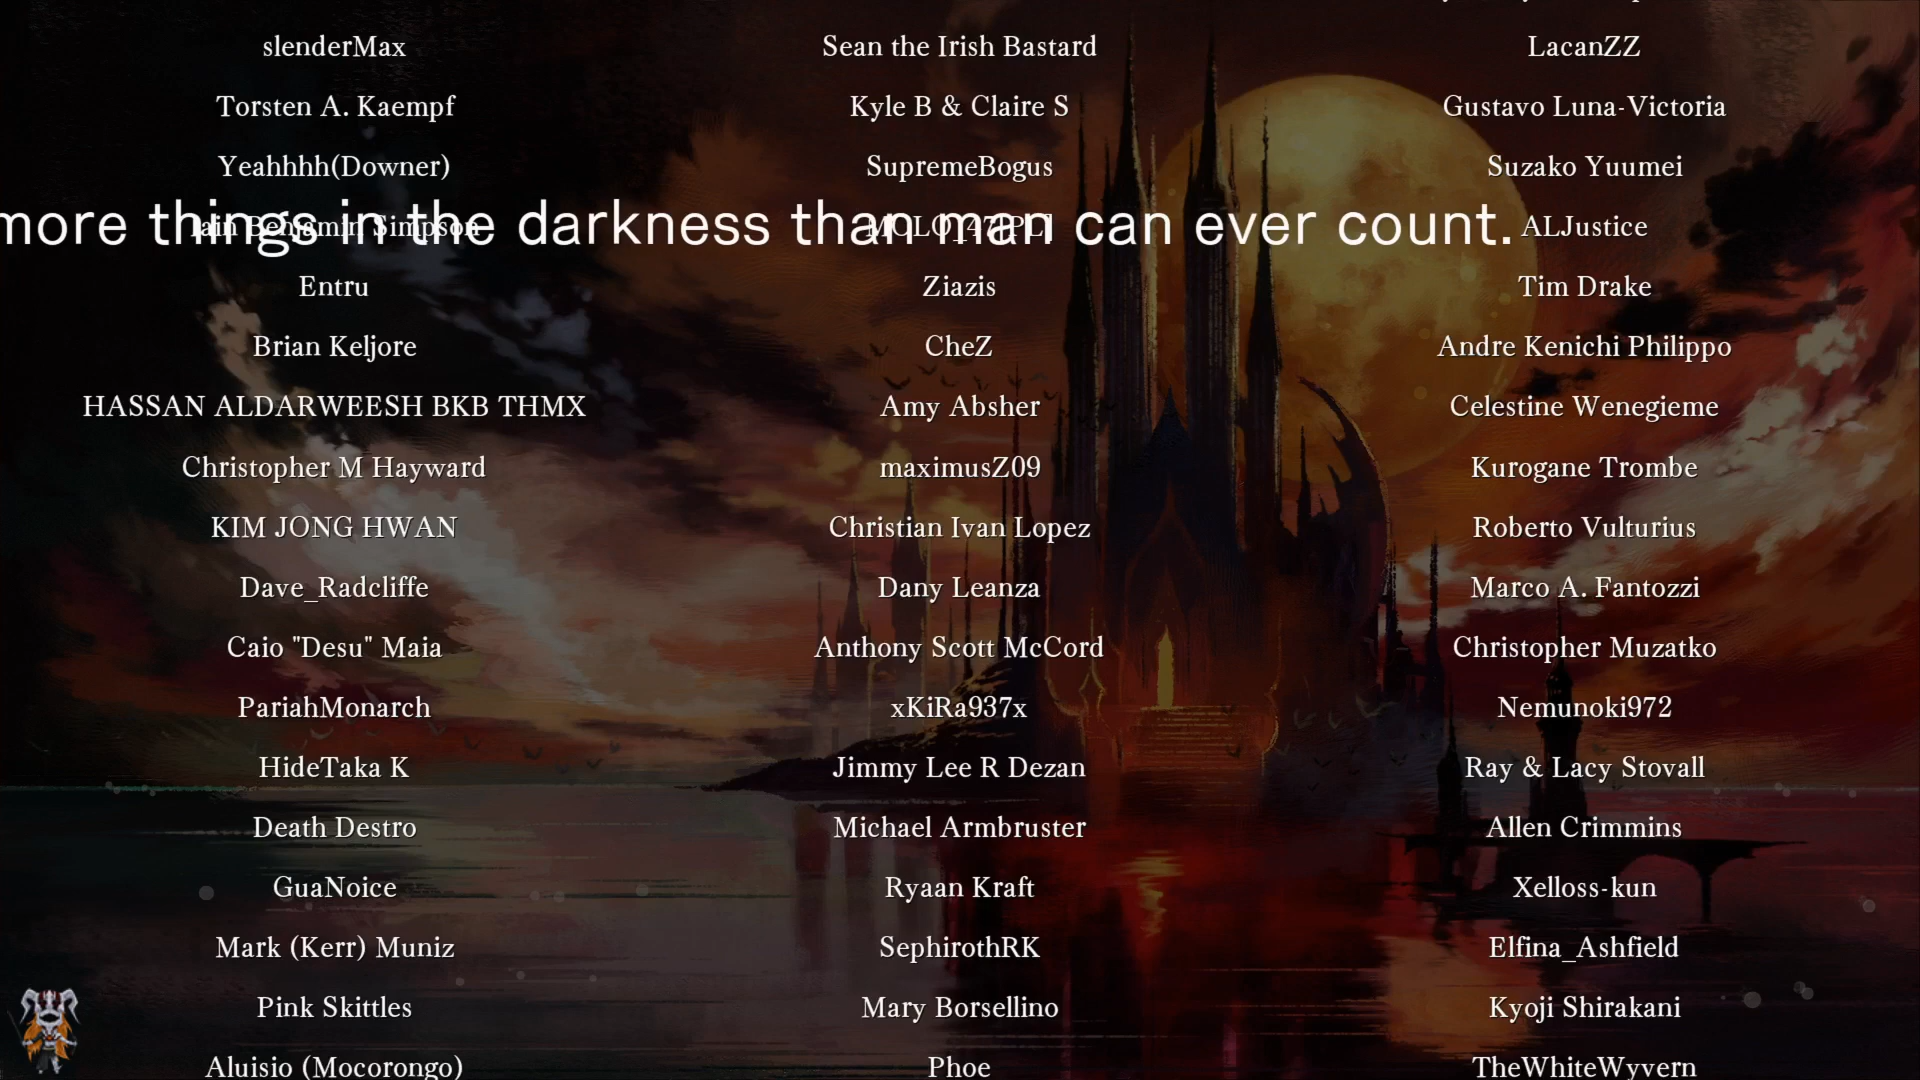 slenderMax
Torsten A. Kaempf
Yeahhhh(Downer)
Iain Benjamin Simpson
Entru
Brian Keljore
HASSAN ALDARWEESH BKB THMX
Christopher M Hayward
KIM JONG HWAN
Dave_Radcliffe
Caio "Desu" Maia
PariahMonarch
HideTaka K
Death Destro
GuaNoice
Mark (Kerr) Muniz
Pink Skittles
Aluisio (Mocorongo)
Sean the Irish Bastard
Kyle B & Claire S
SupremeBogus
Ziazis
CheZ
Amy Absher
maximusZ09
Christian Ivan Lopez
Dany Leanza
Anthony Scott McCord
xKiRa937x
Jimmy Lee R Dezan
Michael Armbruster
Ryaan Kraft
SephirothRK
Mary Borsellino
Phoe
LacanZZ
Gustavo Luna-Victoria
Suzako Yuumei
ALJustice
Tim Drake
Andre Kenichi Philippo
Celestine Wenegieme
Kurogane Trombe
Roberto Vulturius
Marco A. Fantozzi
Christopher Muzatko
Nemunoki972
Ray & Lacy Stovall
Allen Crimmins
Xelloss-kun
Elfina_Ashfield
Kyoji Shirakani
TheWhiteWyvern
more things in the darkness than man can ever count.